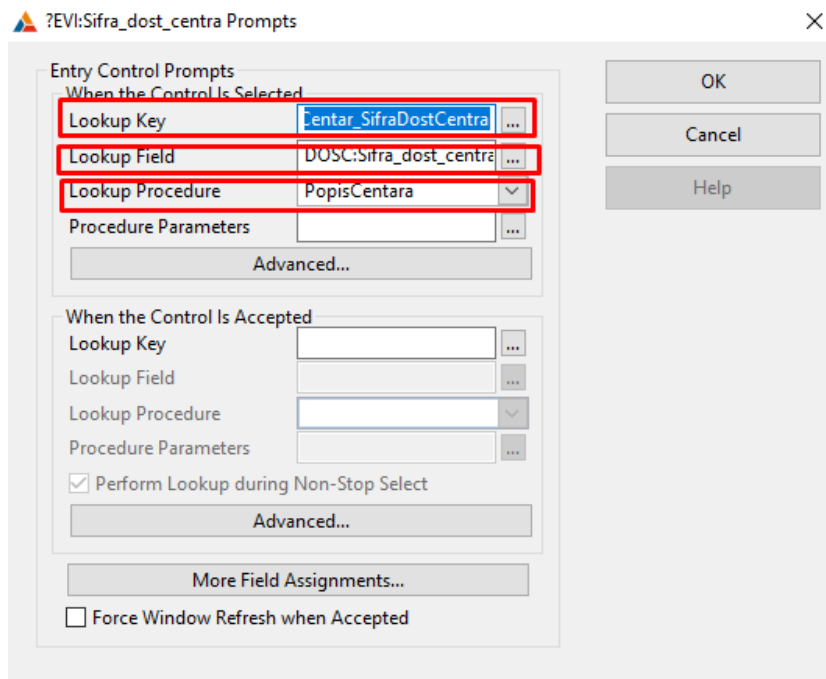 ?EVI:Sifra_dost_centra Prompts
Entry Control Prompts
When the Control Is Selected
Lookup Key Centar_SifraDostCentra ...
Lookup Field DOSC:Sifra_dost_centra ...
Lookup Procedure PopisCentara
Procedure Parameters ...
Advanced...
When the Control Is Accepted
Lookup Key ...
Lookup Field ...
Lookup Procedure
Procedure Parameters ...
Perform Lookup during Non-Stop Select
Advanced...
More Field Assignments...
Force Window Refresh when Accepted
OK
Cancel
Help